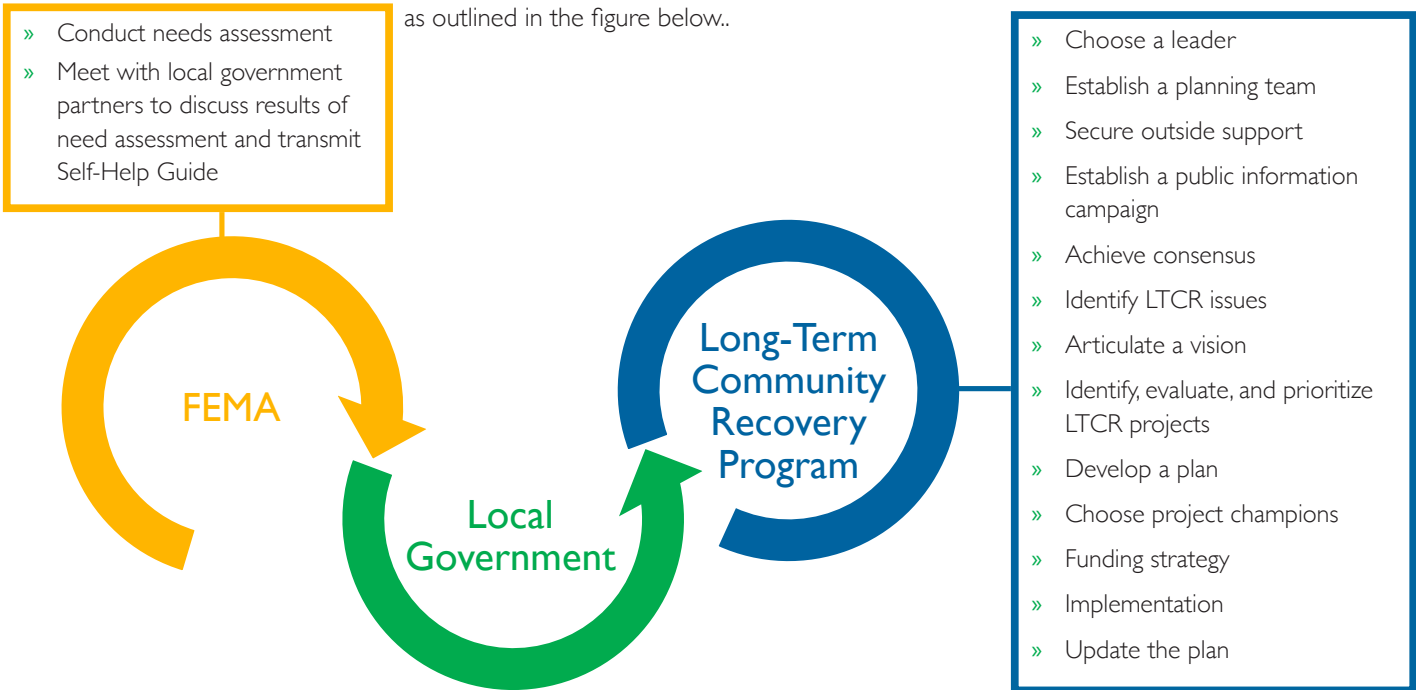 as outlined in the figure below..
» Conduct needs assessment
» Meet with local government
partners to discuss results of
need assessment and transmit
Self-Help Guide
FEMA
Local
Government
Long-Term
Community
Recovery
Program
» Choose a leader
» Establish a planning team
» Secure outside support
» Establish a public information
campaign
» Achieve consensus
» Identify LTCR issues
» Articulate a vision
» Identify, evaluate, and prioritize
LTCR projects
» Develop a plan
» Choose project champions
» Funding strategy
» Implementation
» Update the plan